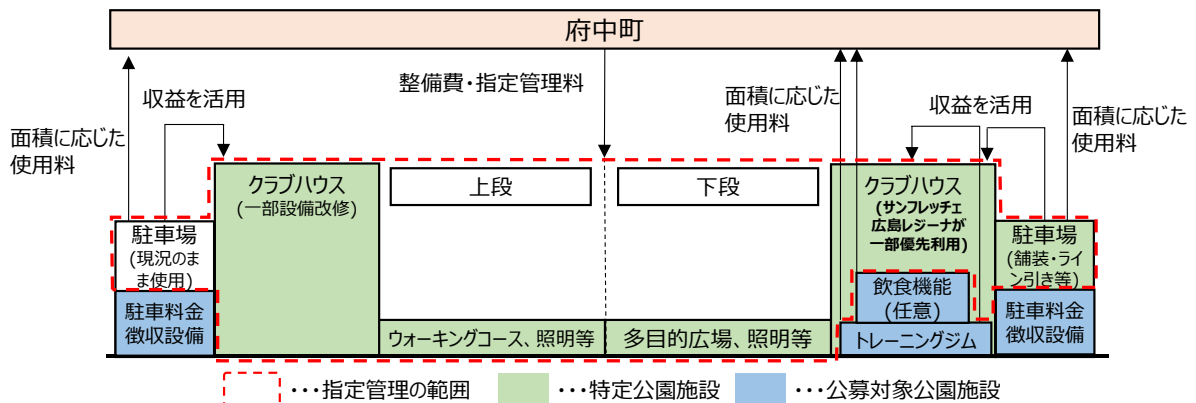 府中町
整備費・指定管理料
収益を活用
面積に応じた
使用料
面積に応じた
使用料
収益を活用
面積に応じた
使用料
クラブハウス
(一部設備改修)
上段
下段
クラブハウス
(サンフレッチェ
広島レジーナが
一部優先利用)
駐車場
(現況のま
ま使用)
駐車場
(舗装・ライ
ン引き等)
飲食機能
(任意)
駐車料金
徴収設備
ウォーキングコース、照明等
多目的広場、照明等
トレーニングジム
駐車料金
徴収設備
・・・指定管理の範囲
・・・特定公園施設
・・・公募対象公園施設